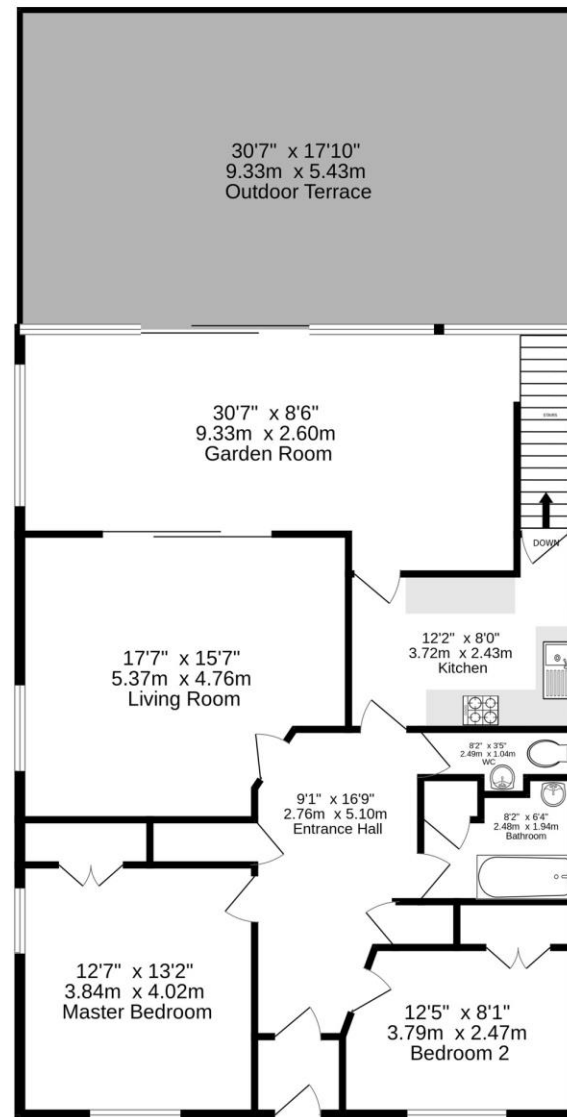 30'7" x 17'10"
9.33m x 5.43m
Outdoor Terrace
30'7" x 8'6"
9.33m x 2.60m
Garden Room
STAIRS
DOWN
17'7" x 15'7"
5.37m x 4.76m
Living Room
12'2" x 8'0"
3.72m x 2.43m
Kitchen
8'2" x 3'5"
2.49m x 1.04m
WC
9'1" x 16'9"
2.76m x 5.10m
Entrance Hall
8'2" x 6'4"
2.48m x 1.94m
Bathroom
12'7" x 13'2"
3.84m x 4.02m
Master Bedroom
12'5" x 8'1"
3.79m x 2.47m
Bedroom 2